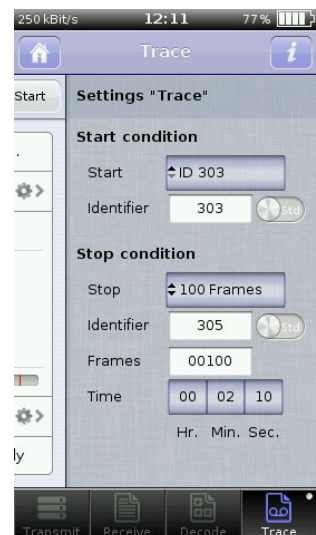 250 kBit/s 12:11 77%
Trace
Start
Settings "Trace"
Start condition
Start ID 303
Identifier 303 Std
Stop condition
Stop 100 Frames
Identifier 305 Std
Frames 00100
Time 00 02 10
Hr. Min. Sec.
ly
Transmit Receive Decode Trace